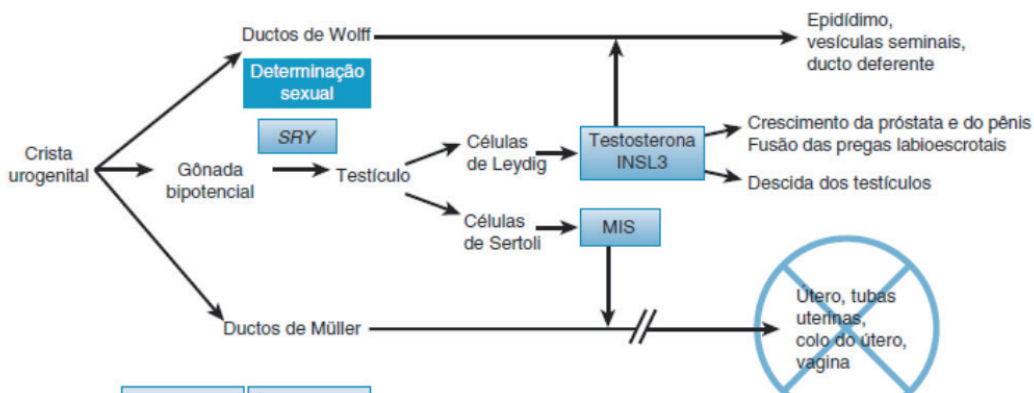 Ductos de Wolff
Epidídimo,
vesículas seminais,
ducto deferente
Determinação
sexual
SRY
Crista
urogenital
Gônada
bipotencial
Testículo
Células
de Leydig
Testosterona
INSL3
Crescimento da próstata e do pênis
Fusão das pregas labioescrotais
Descida dos testículos
Células
de Sertoli
MIS
Ductos de Müller
Útero, tubas
uterinas,
colo do útero,
vagina